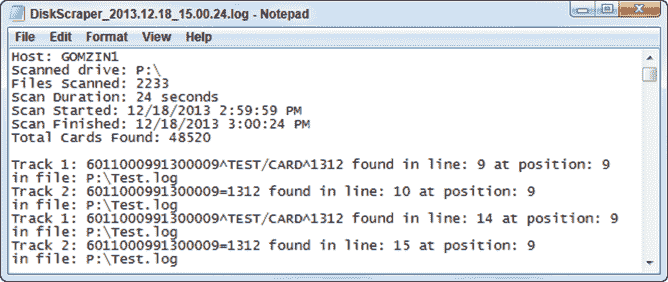 DiskScraper_2013.12.18_15.00.24.log - Notepad
File Edit Format View Help
Host: GOMZIN1
Scanned drive: P:\
Files Scanned: 2233
Scan Duration: 24 seconds
Scan Started: 12/18/2013 2:59:59 PM
Scan Finished: 12/18/2013 3:00:24 PM
Total Cards Found: 48520
Track 1: 6011000991300009^TEST/CARD^1312 found in line: 9 at position: 9
in file: P:\Test.log
Track 2: 6011000991300009=1312 found in line: 10 at position: 9
in file: P:\Test.log
Track 1: 6011000991300009^TEST/CARD^1312 found in line: 14 at position: 9
in file: P:\Test.log
Track 2: 6011000991300009=1312 found in line: 15 at position: 9
in file: P:\Test.log